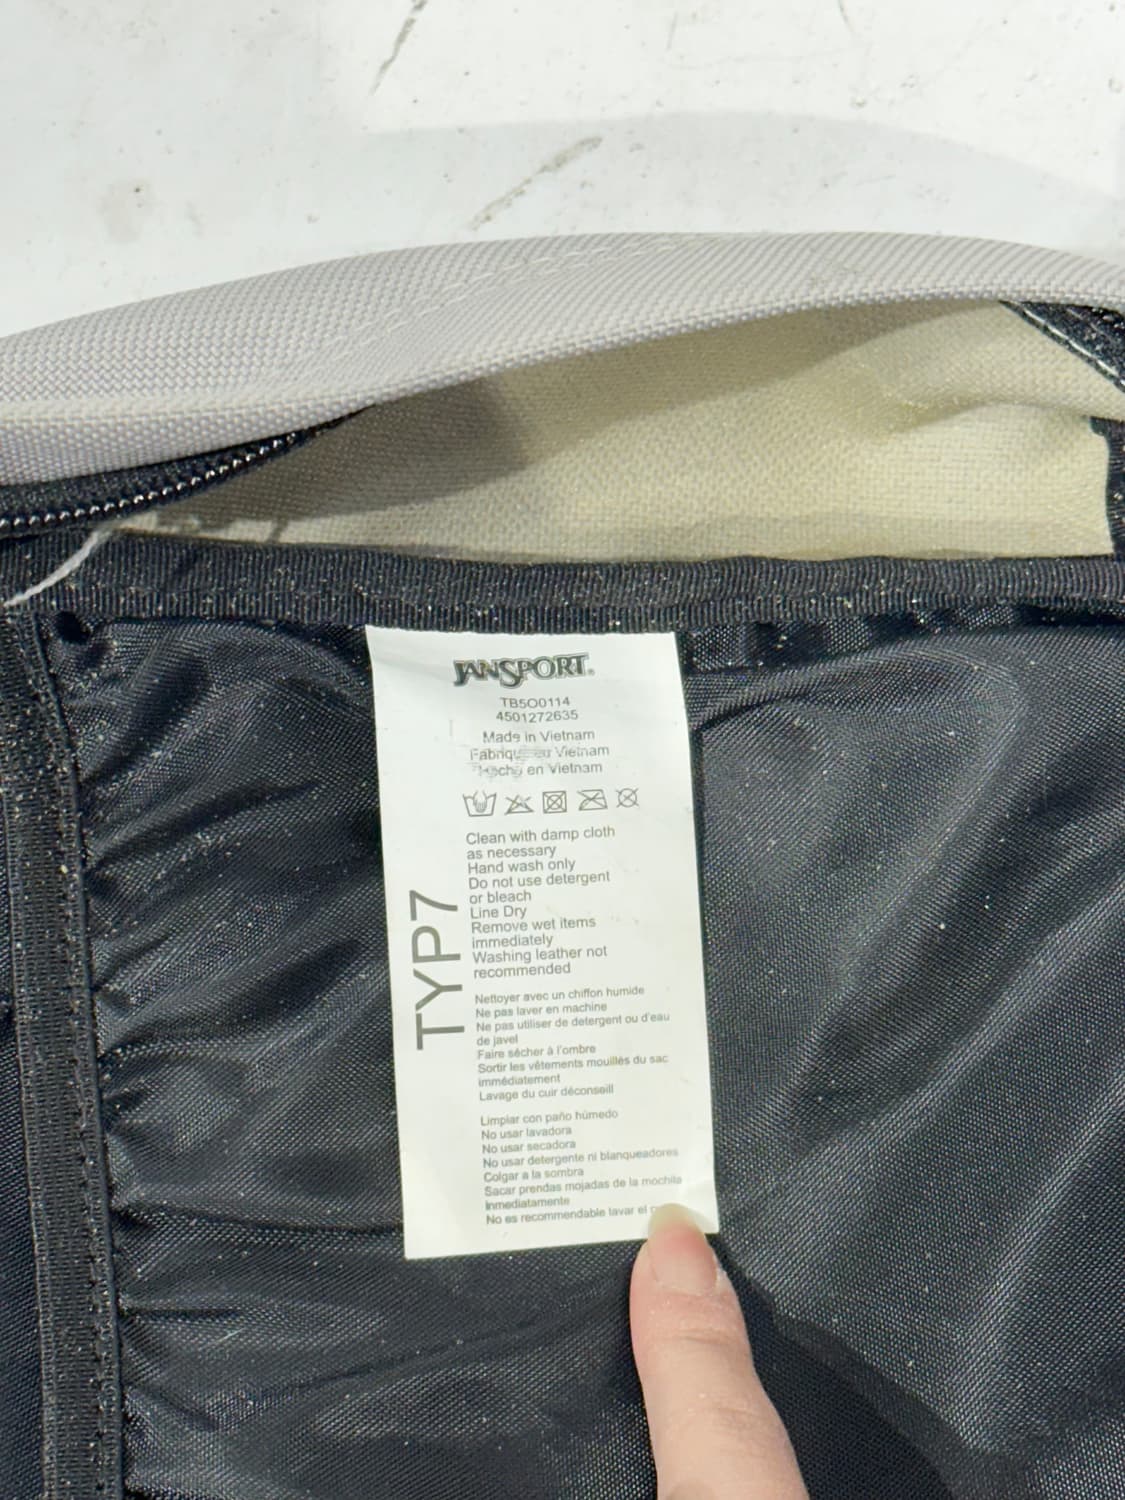 JANSPORT®
TB5O0114
4501272635
Made in Vietnam
Vietnam
en Vietnam
Clean with damp cloth
as necessary
Hand wash only
Do not use detergent
or bleach
Line Dry
Remove wet items
immediately
Washing leather not
recommended
TYP7
Nettoyer avec un chiffon humide
Ne pas laver en machine
Ne pas utiliser de detergent ou d'eau
de javel
Faire sécher à l'ombre
Sortir les vêtements mouillés du sac
immédiatement
Lavage du cuir déconseill
Limpiar con paño húmedo
No usar lavadora
No usar secadora
No usar detergente ni blanqueadores
Colgar a la sombra
Sacar prendas mojadas de la mochila
Inmediatamente
No es recommendable lavar el